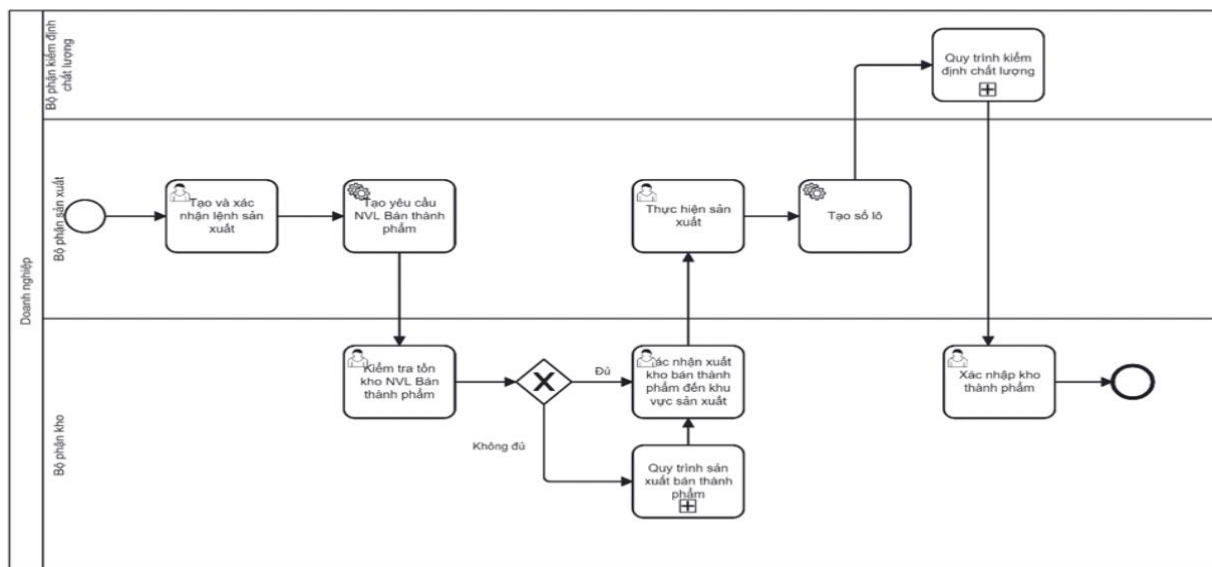 Doanh nghiệp
Bộ phận kiểm định
chất lượng
Quy trình kiểm
định chất lượng
Bộ phận sản xuất
Tạo và xác
nhận lệnh sản
xuất
Tạo yêu cầu
NVL Bán thành
phẩm
Thực hiện sản
xuất
Tạo số lô
Bộ phận kho
Kiểm tra tồn
kho NVL Bán
thành phẩm
Đủ
Không đủ
ác nhận xuất
kho bán thành
phẩm đến khu
vực sản xuất
Quy trình sản
xuất bán thành
phẩm
Xác nhập kho
thành phẩm